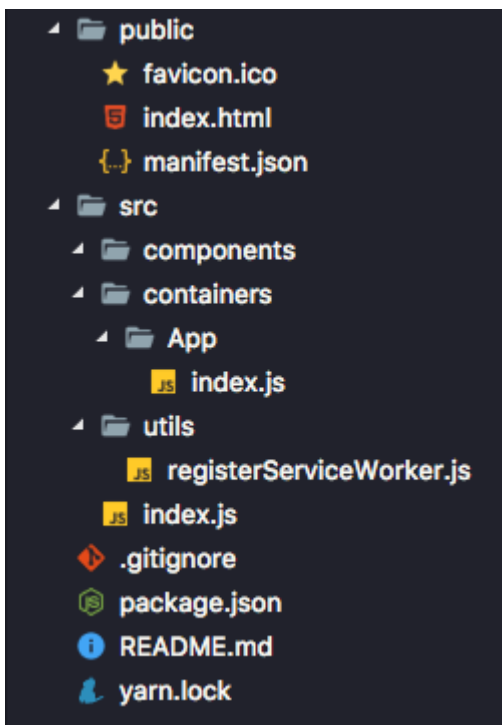 public
favicon.ico
index.html
manifest.json
src
components
containers
App
index.js
utils
registerServiceWorker.js
index.js
.gitignore
package.json
README.md
yarn.lock